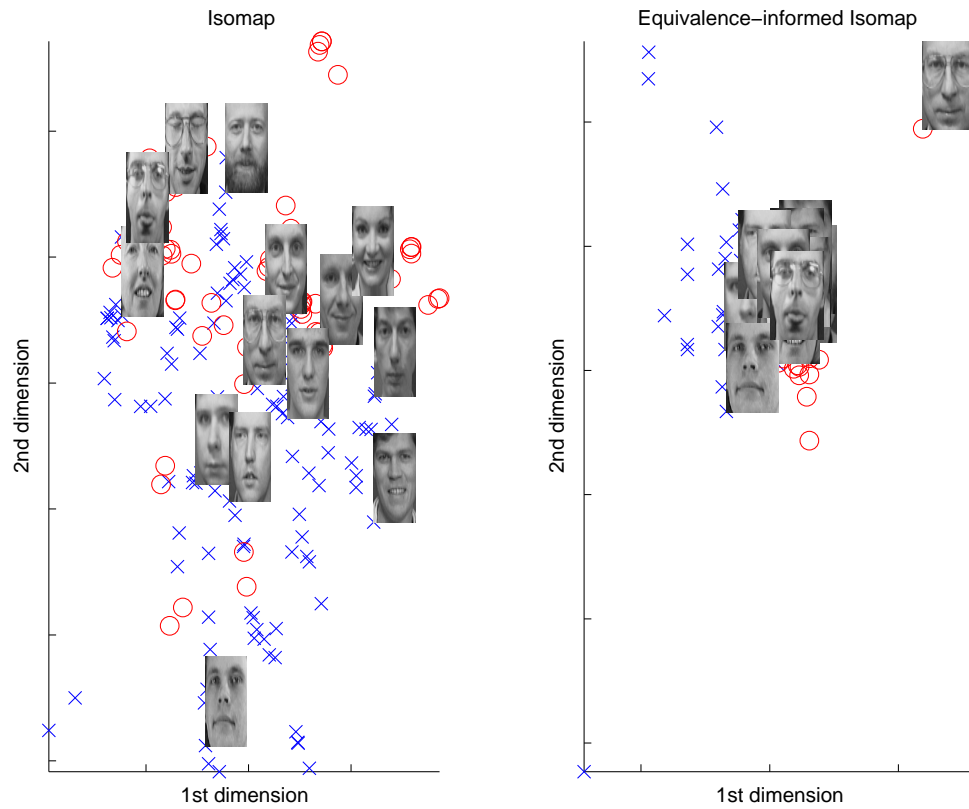 Isomap
2nd dimension
1st dimension
Equivalence−informed Isomap
2nd dimension
1st dimension